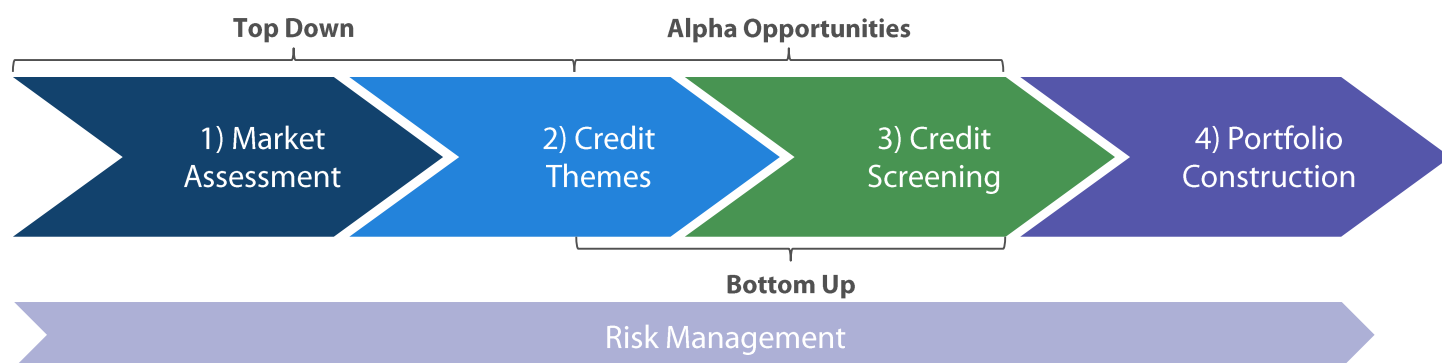 Top Down
Alpha Opportunities
1) Market
Assessment
2) Credit
Themes
3) Credit
Screening
4) Portfolio
Construction
Bottom Up
Risk Management